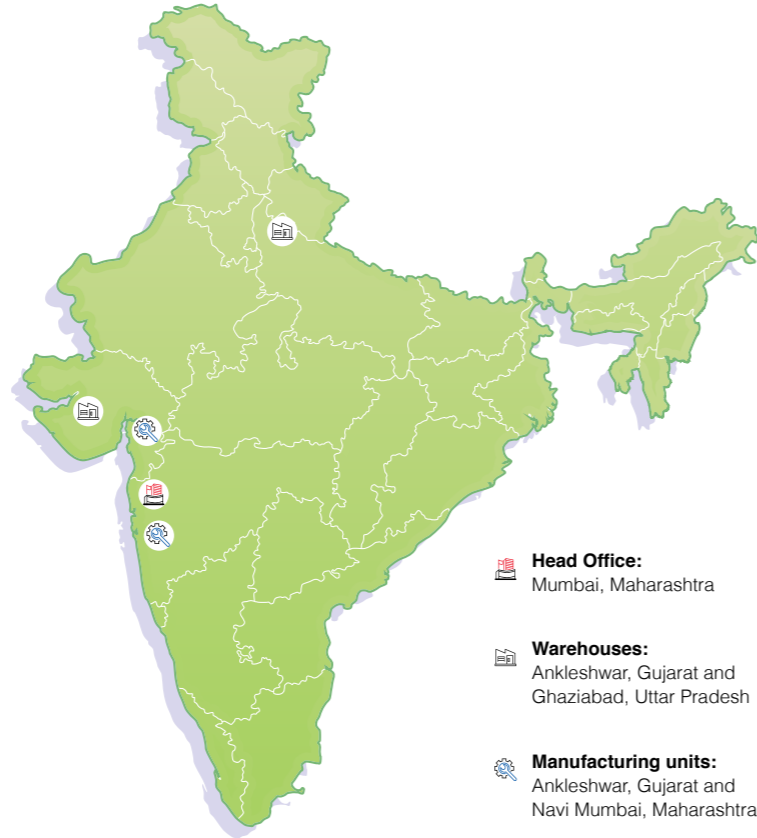 Head Office:
Mumbai, Maharashtra
Warehouses:
Ankleshwar, Gujarat and
Ghaziabad, Uttar Pradesh
Manufacturing units:
Ankleshwar, Gujarat and
Navi Mumbai, Maharashtra